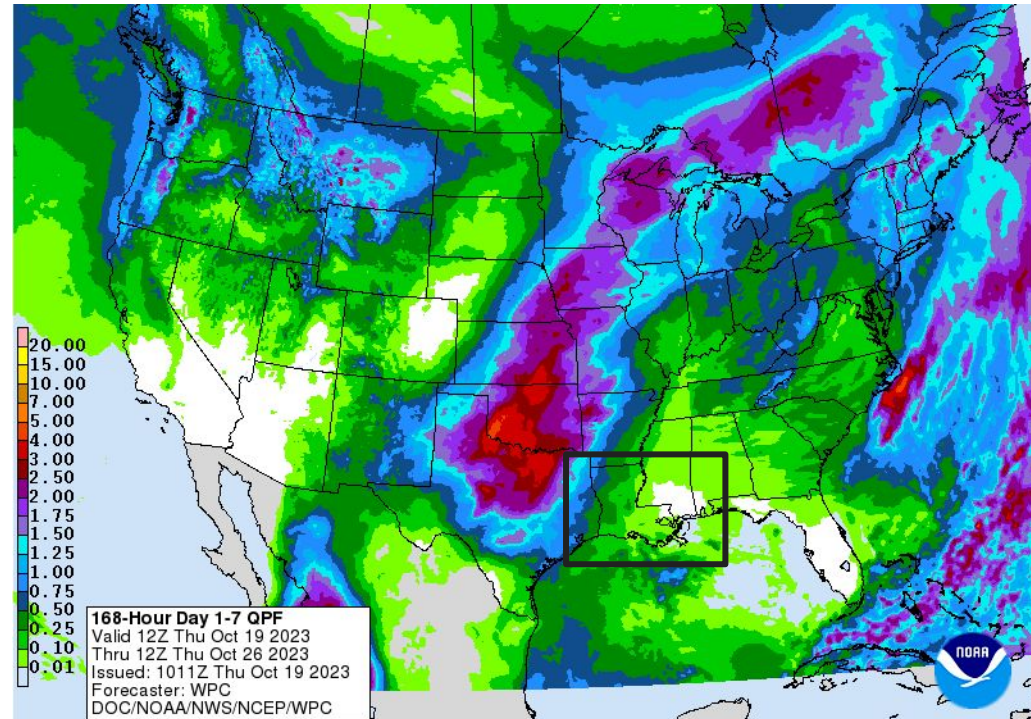 20.00
15.00
10.00
7.00
5.00
4.00
3.00
2.50
2.00
1.75
1.50
1.25
1.00
0.75
0.50
0.25
0.10
0.01
168-Hour Day 1-7 QPF
Valid 12Z Thu Oct 19 2023
Thru 12Z Thu Oct 26 2023
Issued: 1011Z Thu Oct 19 2023
Forecaster: WPC
DOC/NOAA/NWS/NCEP/WPC
NOAA